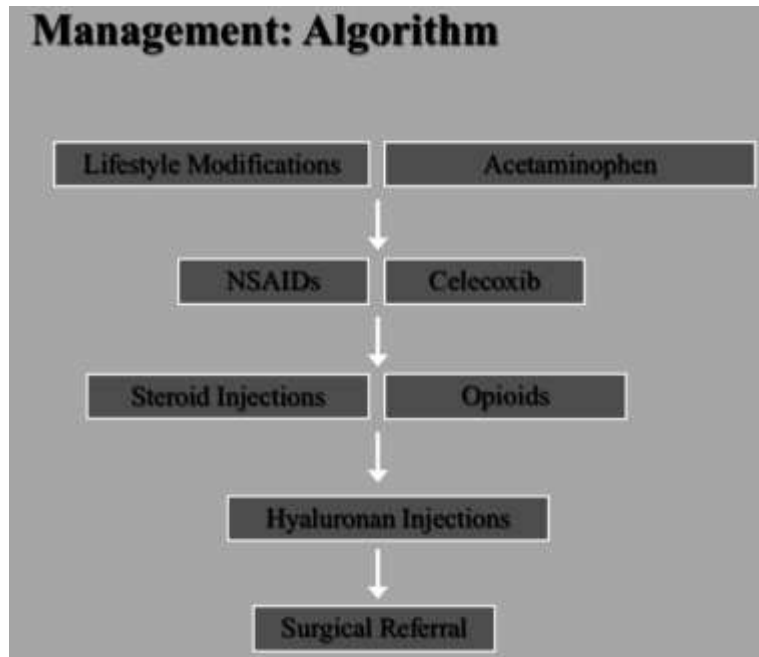 Management: Algorithm
Lifestyle Modifications
Acetaminophen
NSAIDs
Celecoxib
Steroid Injections
Opioids
Hyaluronan Injections
Surgical Referral